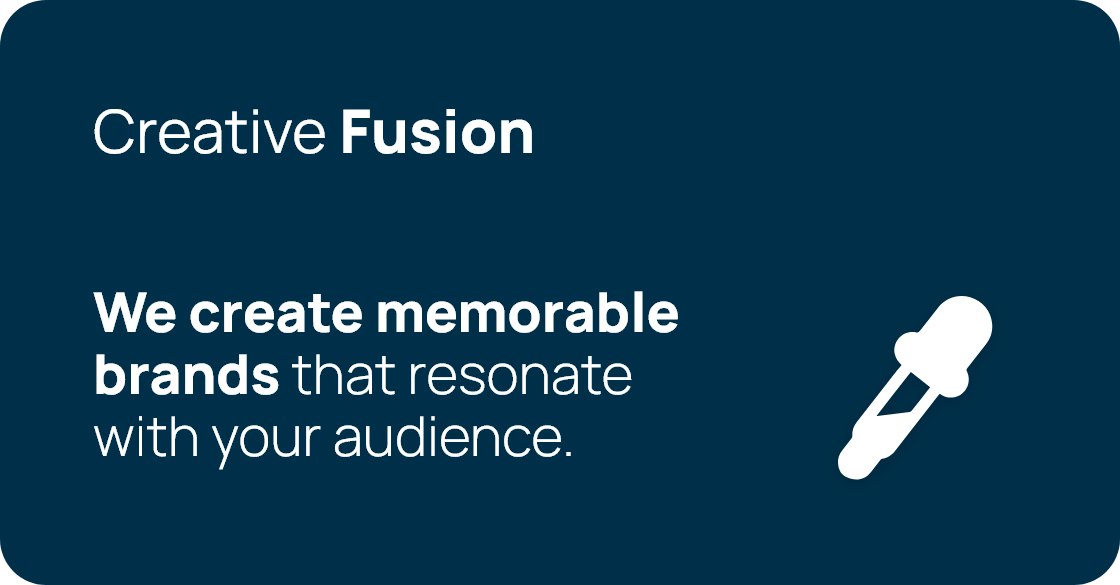 Creative Fusion
We create memorable
brands that resonate
with your audience.